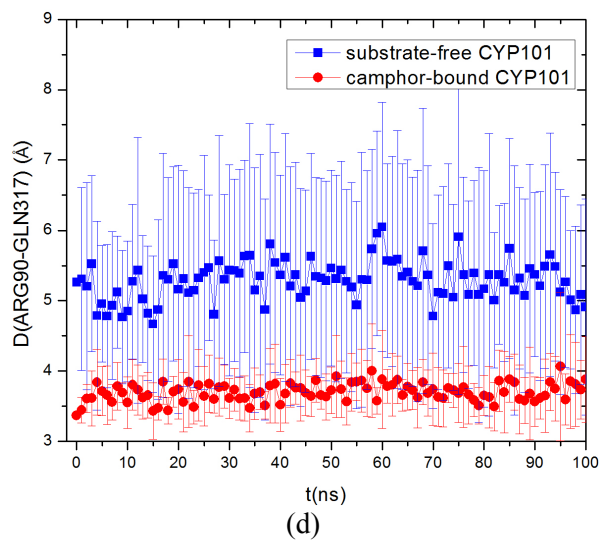 9
8
7
6
5
4
3
D(ARG90-GLN317) (Å)
substrate-free CYP101
camphor-bound CYP101
0 10 20 30 40 50 60 70 80 90 100
t(ns)
(d)